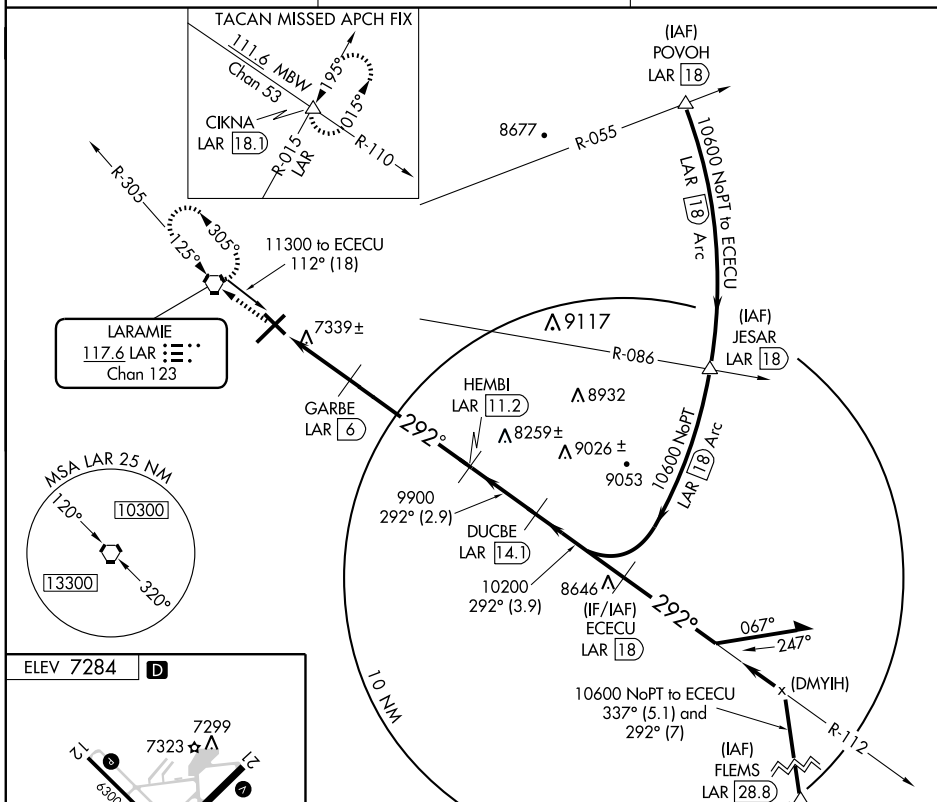 TACAN MISSED APCH FIX
111.6 MBW
Chan 53
195°
015°
CIKNA
LAR 18.1
R-015
LAR
R-110
(IAF)
POVOH
LAR 18
8677
R-055
10600 NoPT to ECECU
LAR 18 Arc
R-305
125°
305°
11300 to ECECU
112° (18)
LARAMIE
117.6 LAR
Chan 123
7339±
9117
(IAF)
JESAR
LAR 18
R-086
GARBE
LAR 6
292°
HEMBI
LAR 11.2
8932
8259±
9026 ±
9053
10600 NoPT
LAR 18 Arc
MSA LAR 25 NM
120°
10300
13300
320°
9900
292° (2.9)
DUCBE
LAR 14.1
10200
292° (3.9)
8646
(IF/IAF)
ECECU
LAR 18
292°
067°
247°
10 NM
(DMYIH)
10600 NoPT to ECECU
337° (5.1) and
292° (7)
R-112
(IAF)
FLEMS
LAR 28.8
ELEV 7284
D
7299
7323
12
P
21
V
6300